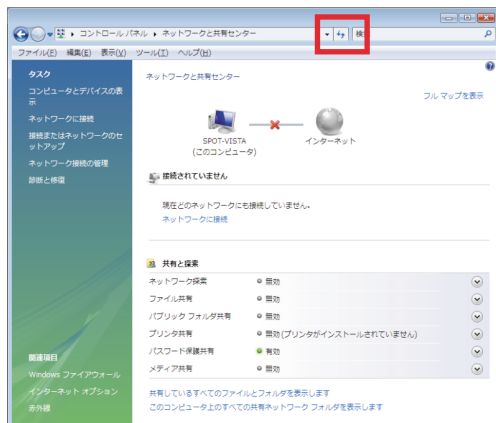 コントロール パネル ▸ ネットワークと共有センター
検
ファイル(F) 編集(E) 表示(V) ツール(T) ヘルプ(H)
タスク
コンピュータとデバイスの表
示
ネットワークに接続
接続またはネットワークのセ
ットアップ
ネットワーク接続の管理
診断と修復
ネットワークと共有センター
フル マップを表示
SPOT-VISTA
(このコンピュータ)
インターネット
接続されていません
現在どのネットワークにも接続していません。
ネットワークに接続
共有と探索
ネットワーク探索 無効
ファイル共有 無効
パブリック フォルダ共有 無効
プリンタ共有 無効 (プリンタがインストールされていません)
パスワード保護共有 有効
メディア共有 無効
共有しているすべてのファイルとフォルダを表示します
このコンピュータ上のすべての共有ネットワーク フォルダを表示します
関連項目
Windows ファイアウォール
インターネット オプション
赤外線